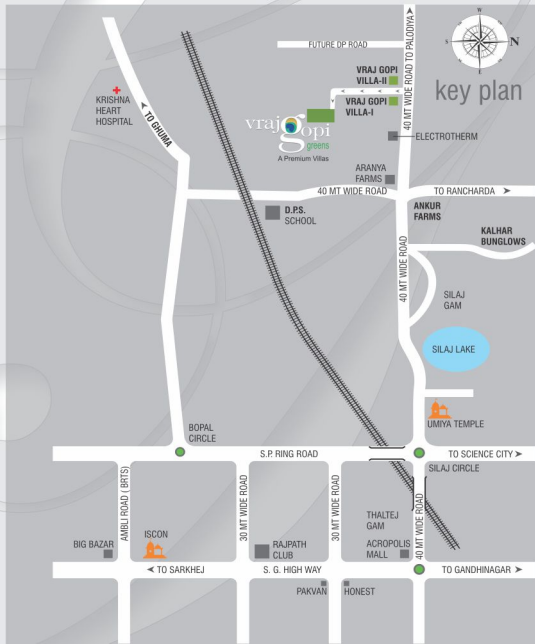 FUTURE DP ROAD
40 MT WIDE ROAD TO PALODIYA
W
S
N
E
key plan
VRAJ GOPI
VILLA-II
VRAJ GOPI
VILLA-I
KRISHNA
HEART
HOSPITAL
TO GHUMA
vraj gopi
greens
A Premium Villas
ELECTROTHERM
ARANYA
FARMS
40 MT WIDE ROAD
TO RANCHARDA
D.P.S.
SCHOOL
ANKUR
FARMS
KALHAR
BUNGLOWS
40 MT WIDE ROAD
SILAJ
GAM
SILAJ LAKE
UMIYA TEMPLE
BOPAL
CIRCLE
S.P. RING ROAD
TO SCIENCE CITY
SILAJ CIRCLE
AMBLI ROAD ( BRTS)
30 MT WIDE ROAD
30 MT WIDE ROAD
40 MT WIDE ROAD
THALTEJ
GAM
BIG BAZAR
ISCON
RAJPATH
CLUB
ACROPOLIS
MALL
TO SARKHEJ
S. G. HIGH WAY
TO GANDHINAGAR
PAKVAN
HONEST